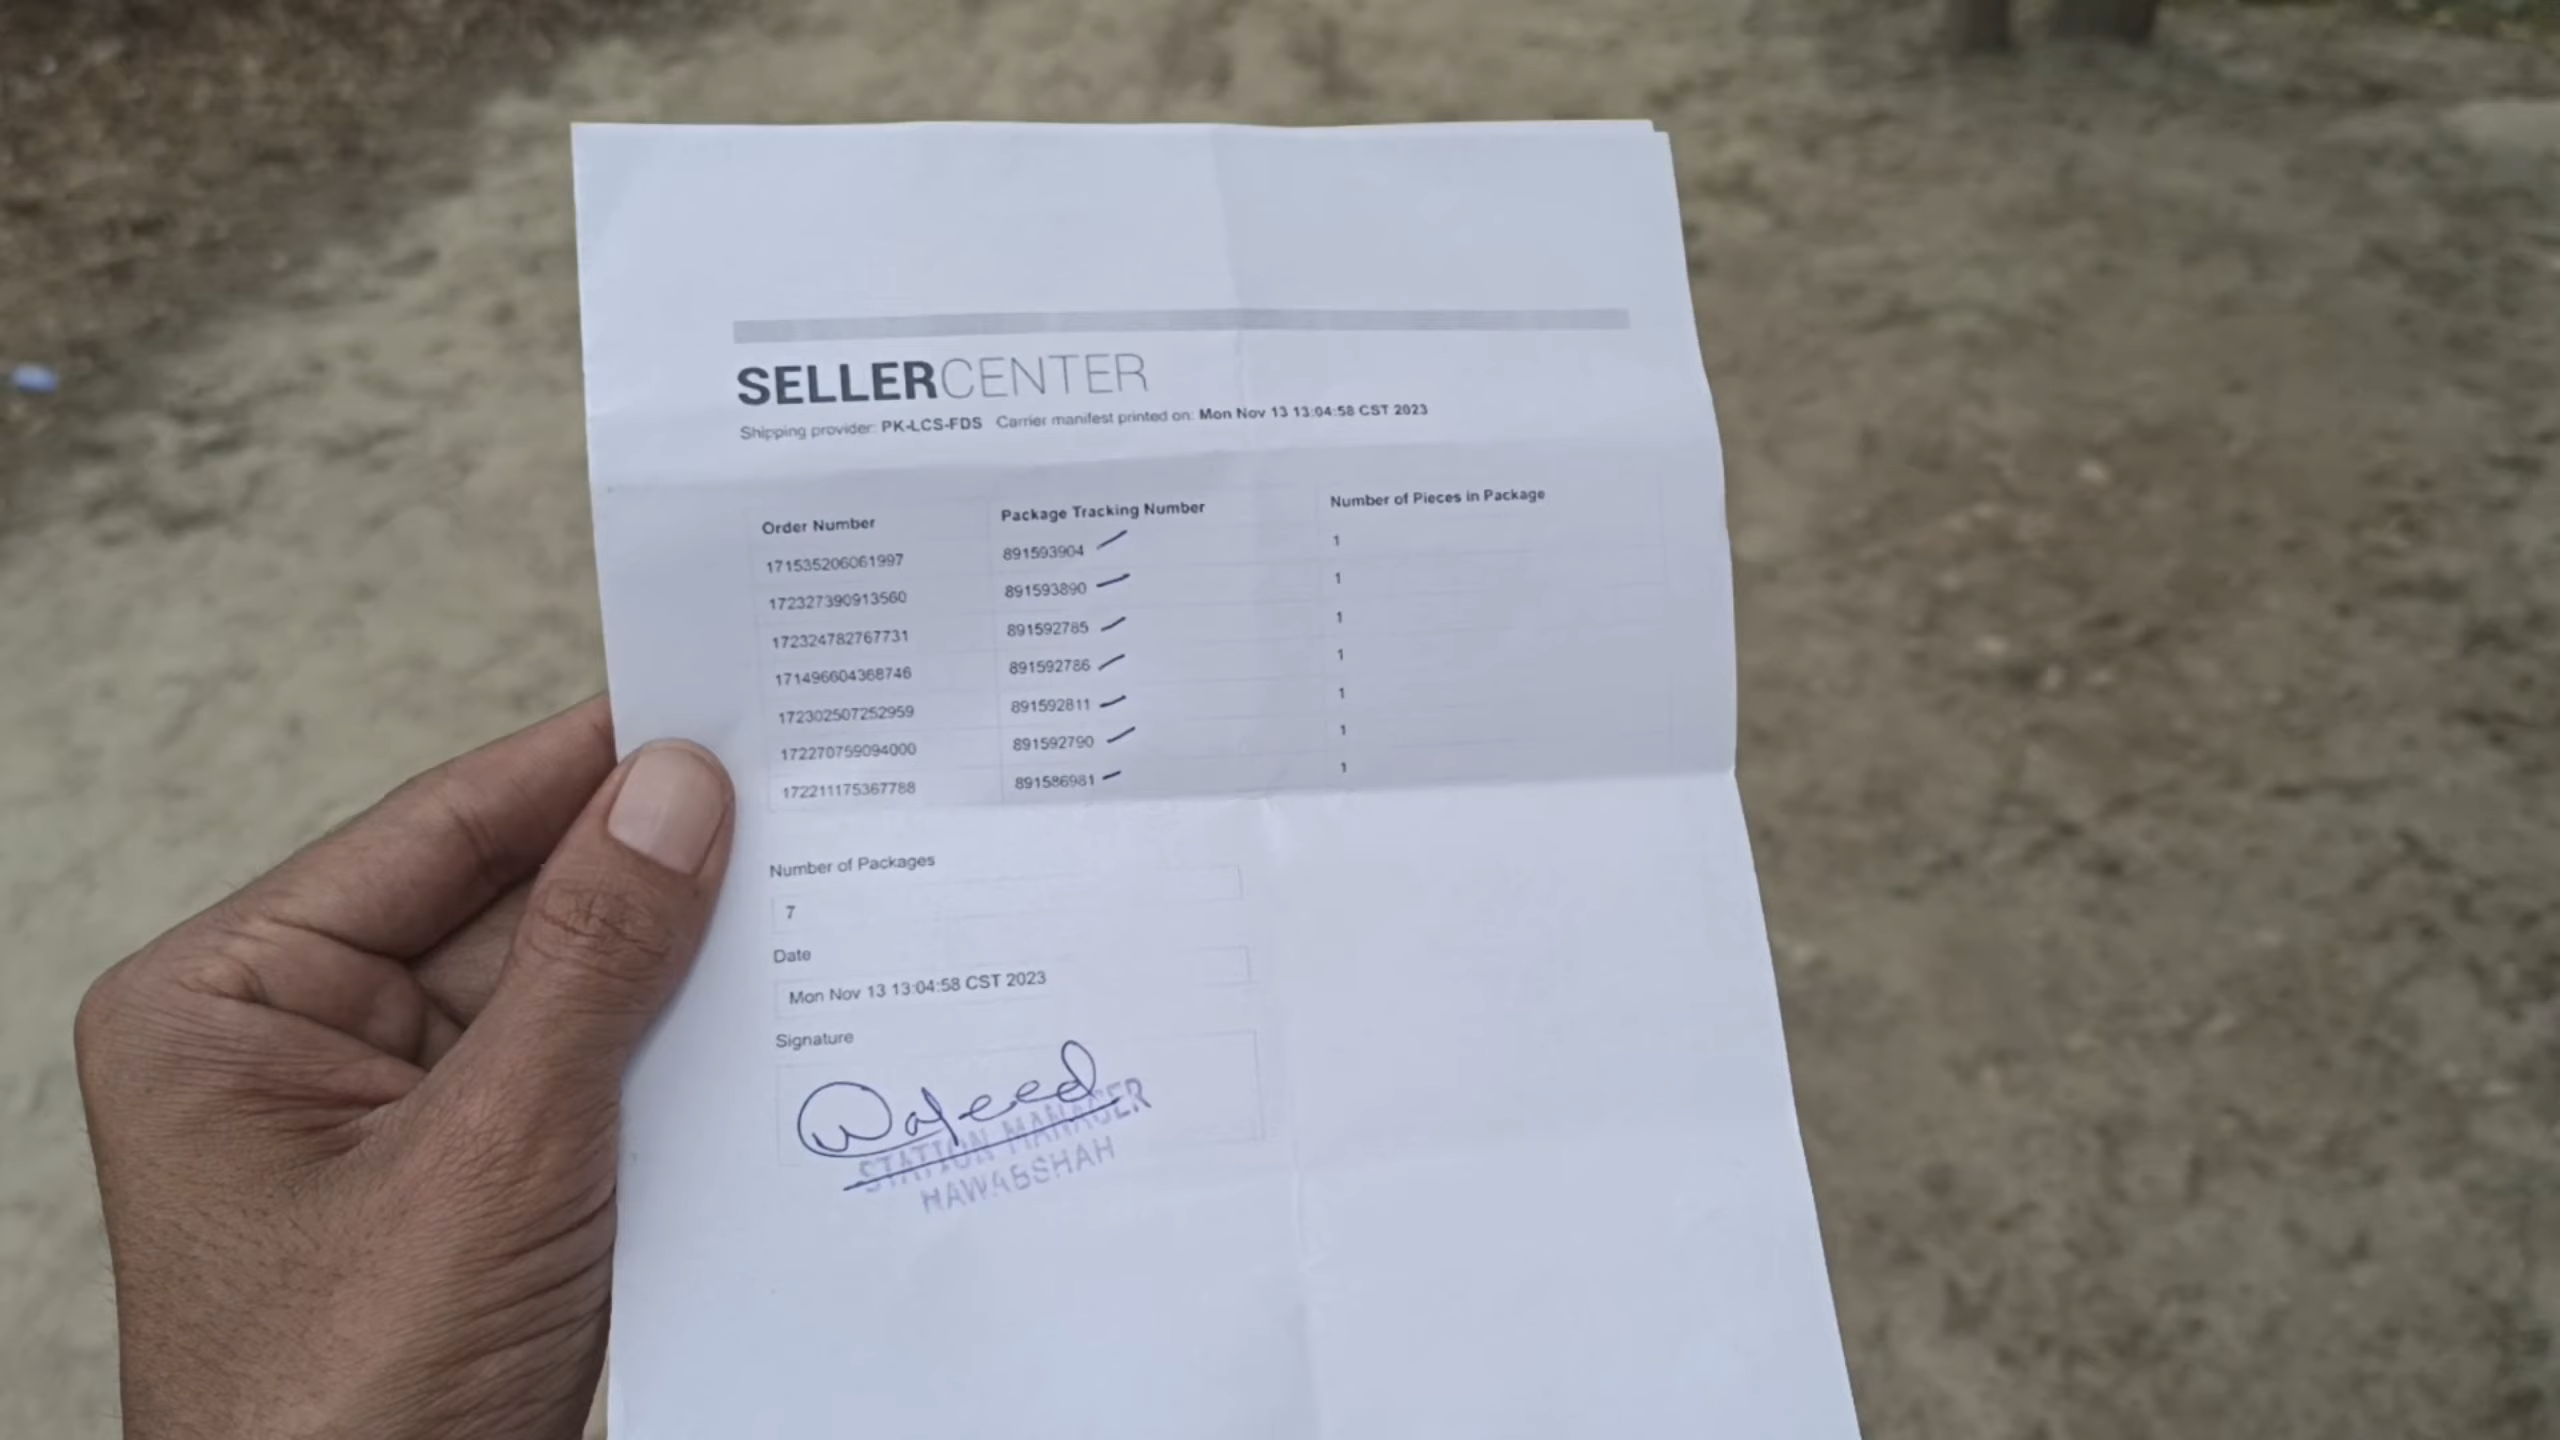 SELLERCENTER
Shipping provider: PK-LCS-FDS Carrier manifest printed on: Mon Nov 13 13:04:58 CST 2023
Order Number Package Tracking Number Number of Pieces in Package
171535206061997 891593904 1
172327390913560 891593890 1
172324782767731 891592785 1
171496604368746 891592786 1
172302507252959 891592811 1
172270759094000 891592790 1
172211175367788 891586981 1
Number of Packages
7
Date
Mon Nov 13 13:04:58 CST 2023
Signature
Wajeed
STATION MANAGER
NAWABSHAH